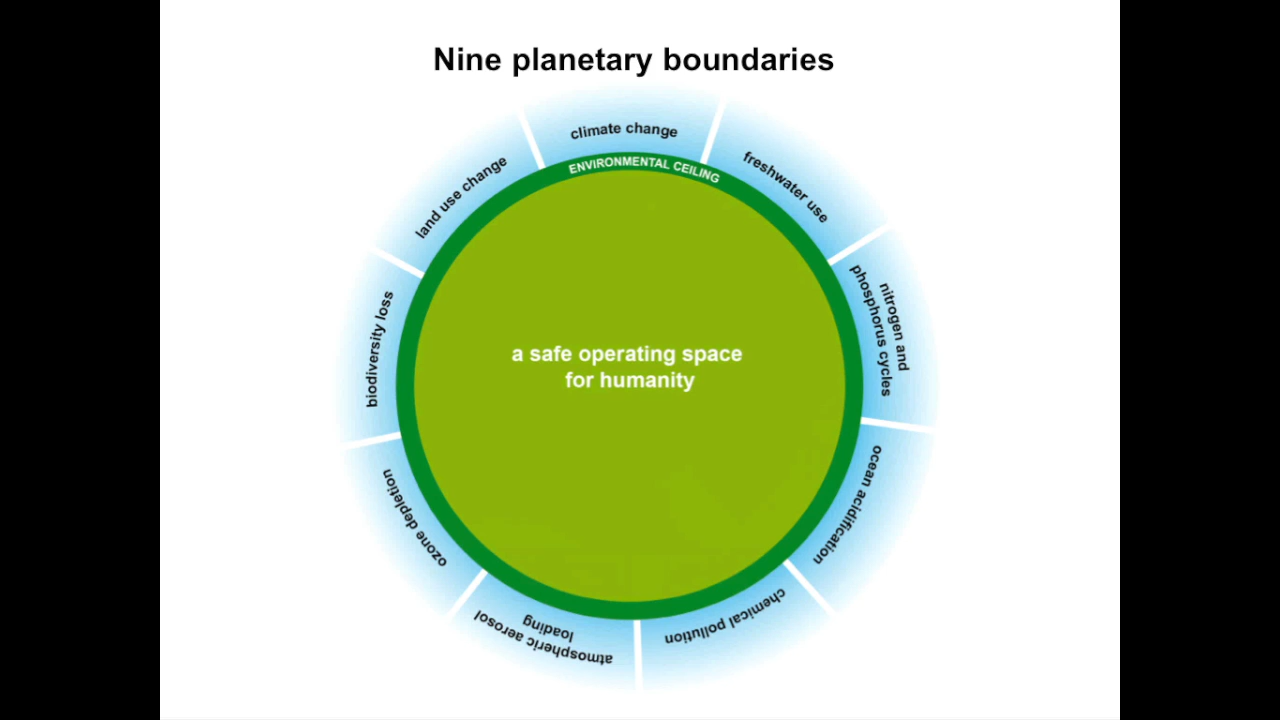 Nine planetary boundaries
climate change
ENVIRONMENTAL CEILING
freshwater use
nitrogen and
phosphorus cycles
ocean acidification
chemical pollution
atmospheric aerosol
loading
ozone depletion
biodiversity loss
land use change
a safe operating space
for humanity